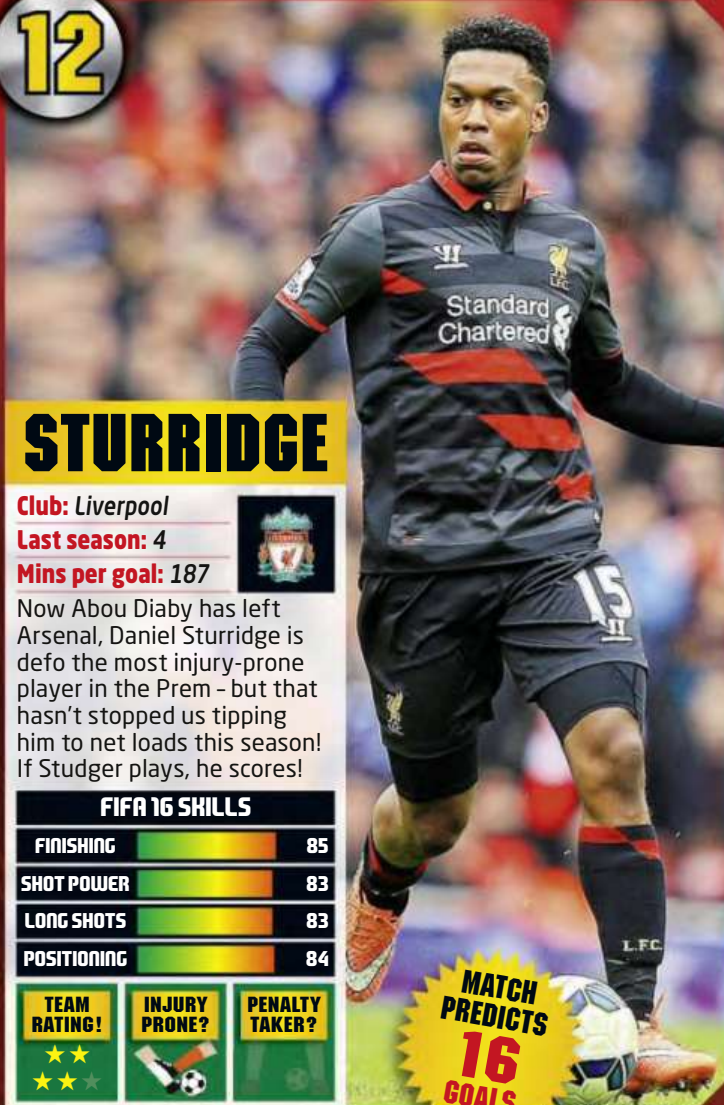 12
Standard
Chartered
L.F.C.
STURRIDGE
Club: Liverpool
Last season: 4
Mins per goal: 187
Now Abou Diaby has left
Arsenal, Daniel Sturridge is
defo the most injury-prone
player in the Prem – but that
hasn't stopped us tipping
him to net loads this season!
If Studger plays, he scores!
15
FIFA 16 SKILLS
FINISHING 85
SHOT POWER 83
LONG SHOTS 83
POSITIONING 84
L.F.C.
TEAM
RATING!
INJURY
PRONE?
PENALTY
TAKER?
MATCH
PREDICTS
16
GOALS